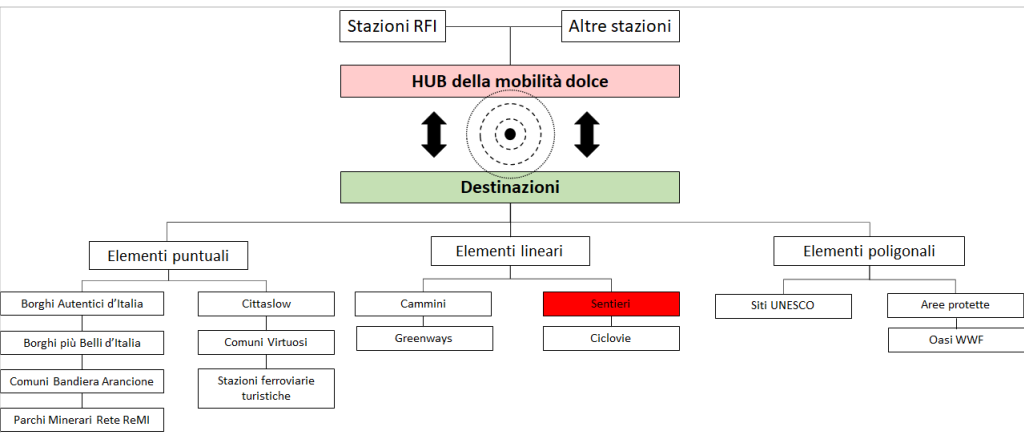 Stazioni RFI
Altre stazioni
HUB della mobilità dolce
Destinazioni
Elementi puntuali
Elementi lineari
Elementi poligonali
Borghi Autentici d’Italia
Cittaslow
Cammini
Sentieri
Siti UNESCO
Aree protette
Borghi più Belli d’Italia
Comuni Virtuosi
Greenways
Ciclovie
Oasi WWF
Comuni Bandiera Arancione
Stazioni ferroviarie
turistiche
Parchi Minerari Rete ReMI